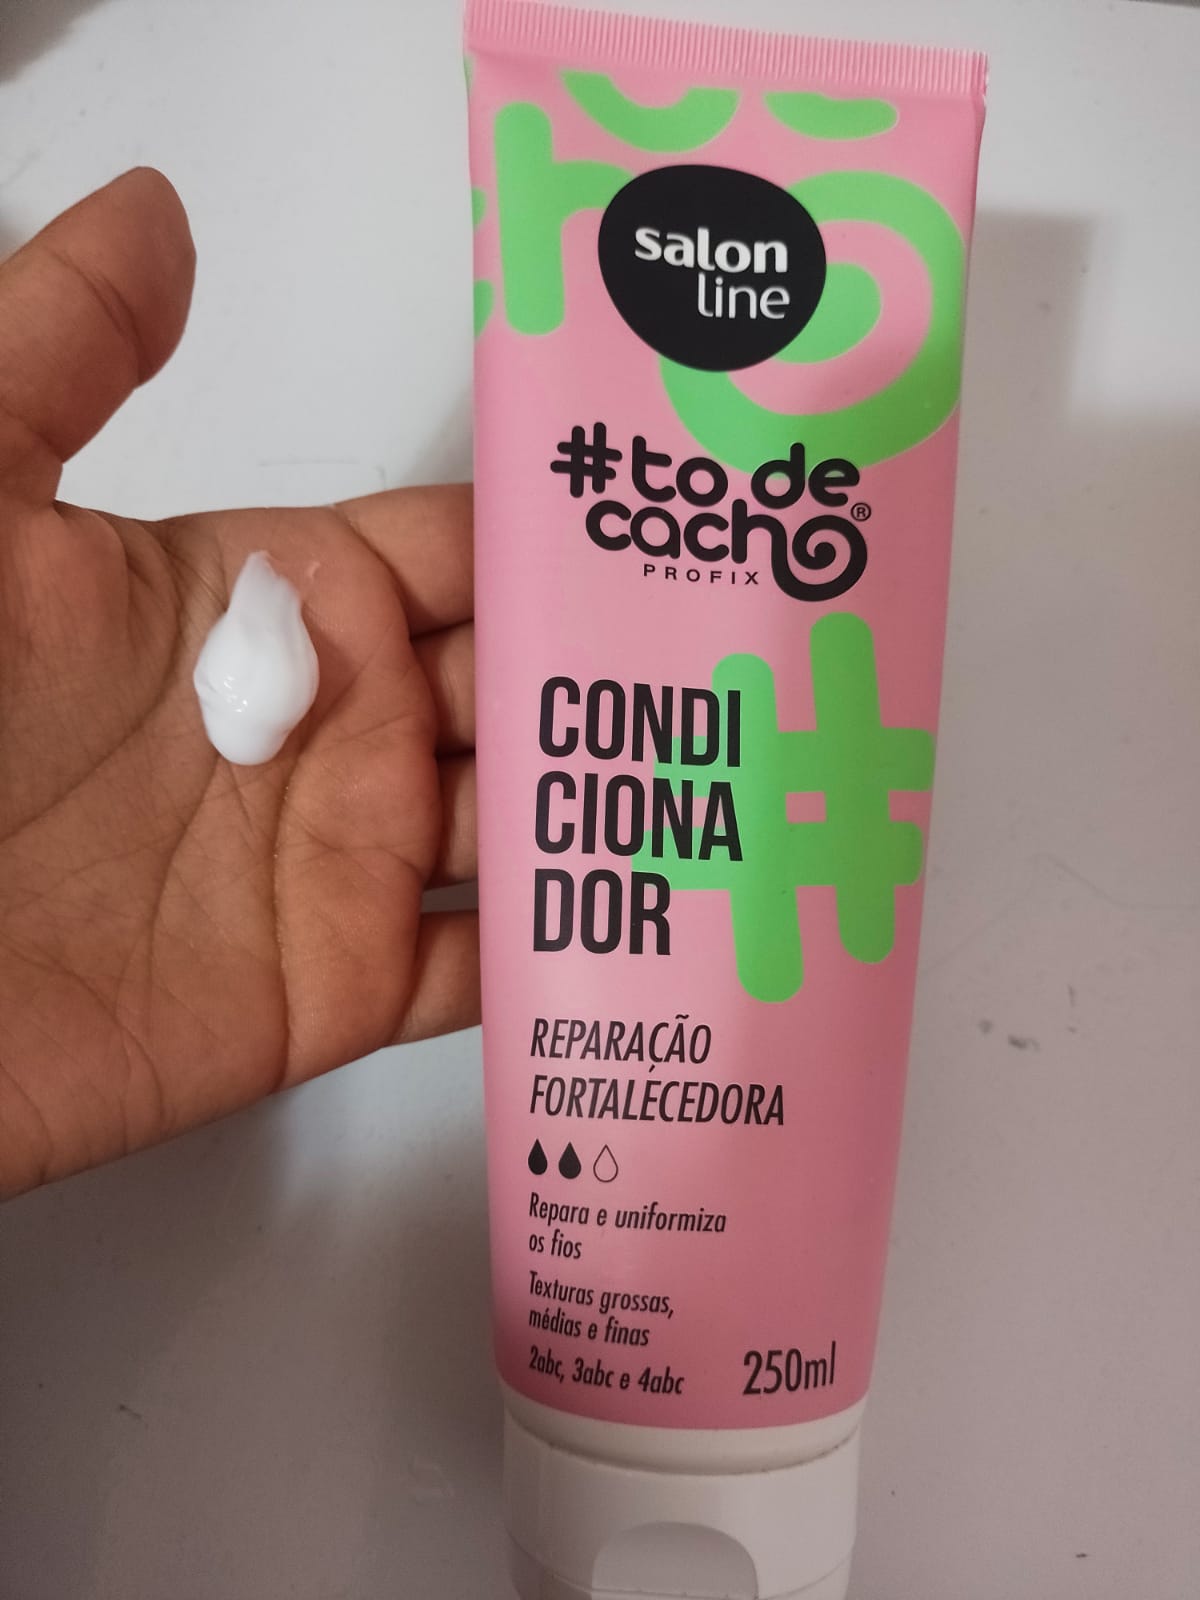 salon
line
#to de
cacho®
PROFIX
CONDI
CIONA
DOR
REPARAÇÃO
FORTALECEDORA
Repara e uniformiza
os fios
Texturas grossas,
médias e finas
2abc, 3abc e 4abc
250ml